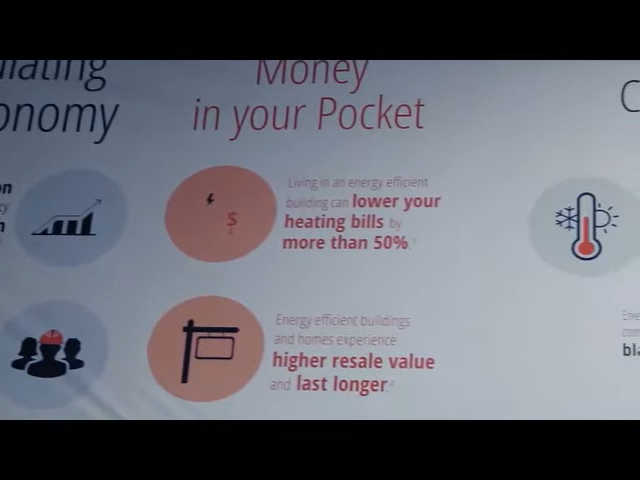 Money
in your Pocket
Living in an energy efficient
building can lower your
heating bills by
more than 50%.
$
Energy efficient buildings
and homes experience
higher resale value
and last longer.